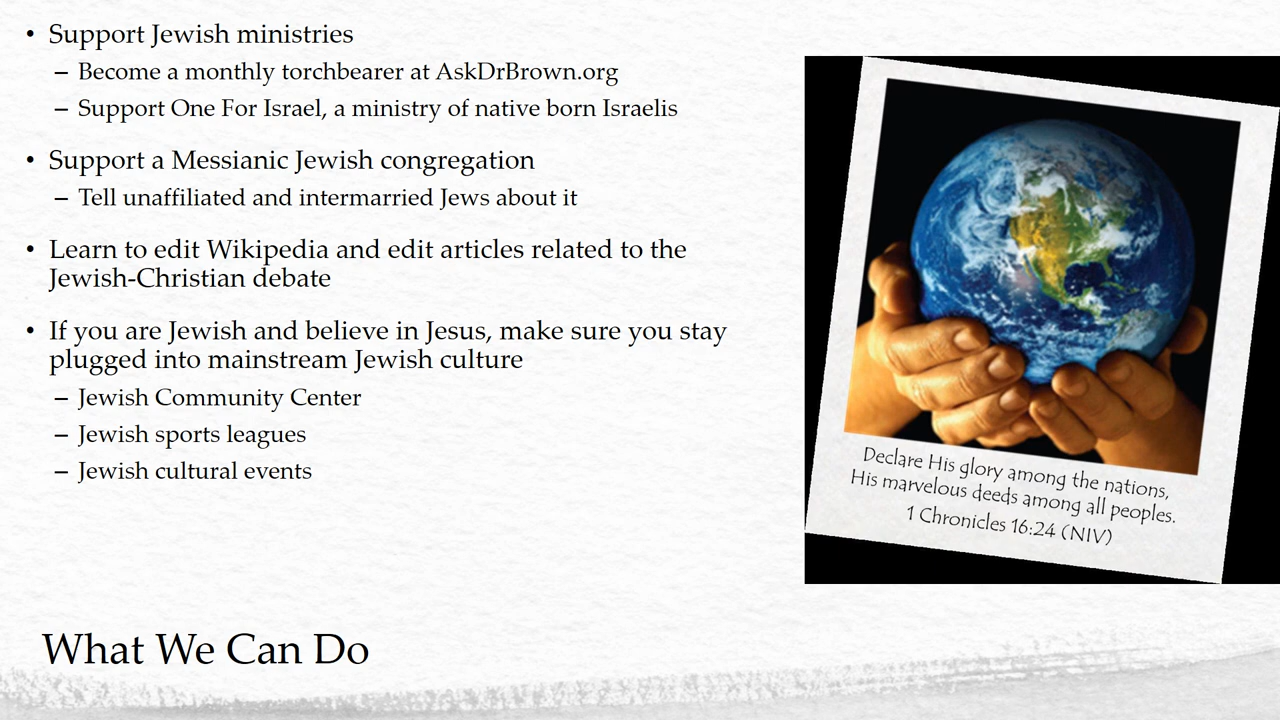 • Support Jewish ministries
– Become a monthly torchbearer at AskDrBrown.org
– Support One For Israel, a ministry of native born Israelis
• Support a Messianic Jewish congregation
– Tell unaffiliated and intermarried Jews about it
• Learn to edit Wikipedia and edit articles related to the
Jewish-Christian debate
• If you are Jewish and believe in Jesus, make sure you stay
plugged into mainstream Jewish culture
– Jewish Community Center
– Jewish sports leagues
– Jewish cultural events
Declare His glory among the nations,
His marvelous deeds among all peoples.
1 Chronicles 16:24 (NIV)
What We Can Do